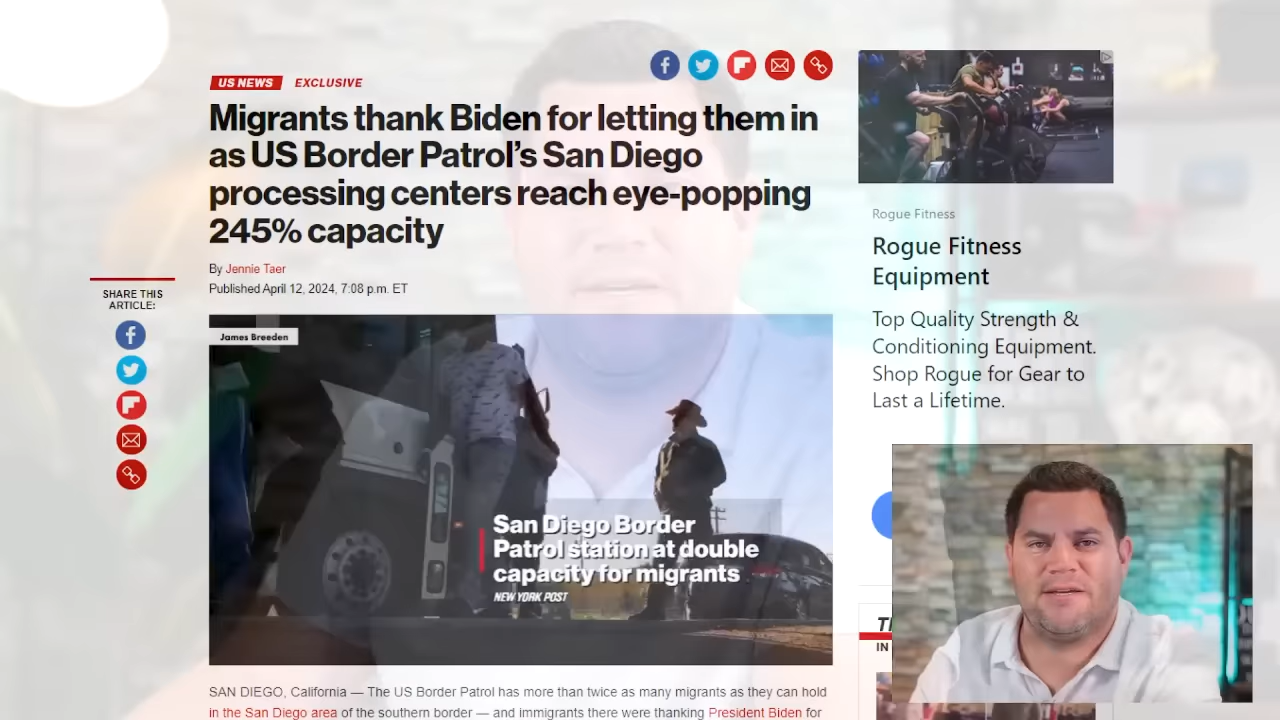 US NEWS EXCLUSIVE
Migrants thank Biden for letting them in
as US Border Patrol's San Diego
processing centers reach eye-popping
245% capacity
By Jennie Taer
Published April 12, 2024, 7:08 p.m. ET
SHARE THIS
ARTICLE:
James Breeden
San Diego Border
Patrol station at double
capacity for migrants
NEW YORK POST
SAN DIEGO, California — The US Border Patrol has more than twice as many migrants as they can hold
in the San Diego area of the southern border — and immigrants there were thanking President Biden for
Rogue Fitness
Rogue Fitness
Equipment
Top Quality Strength &
Conditioning Equipment.
Shop Rogue for Gear to
Last a Lifetime.
IN